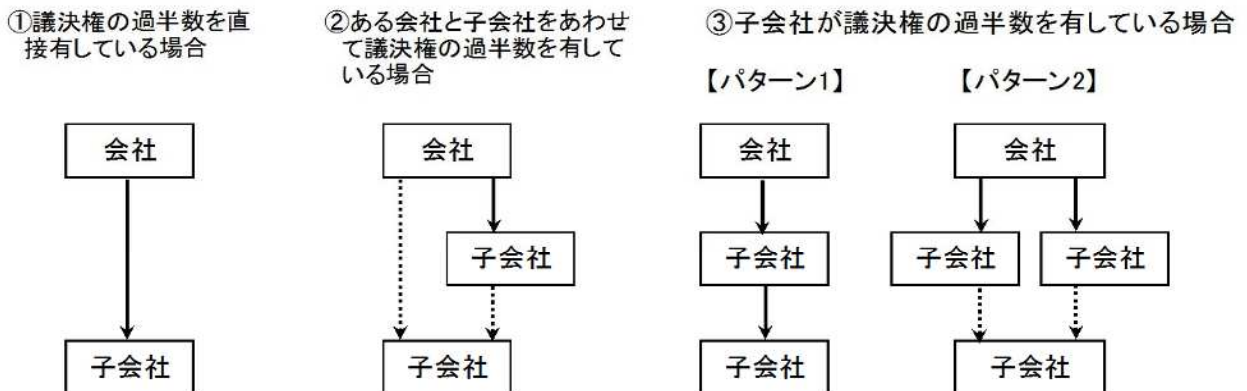 ①議決権の過半数を直
接有している場合
②ある会社と子会社をあわせ
て議決権の過半数を有して
いる場合
③子会社が議決権の過半数を有している場合
【パターン1】
【パターン2】
会社
子会社
会社
子会社
子会社
会社
子会社
子会社
会社
子会社
子会社
子会社